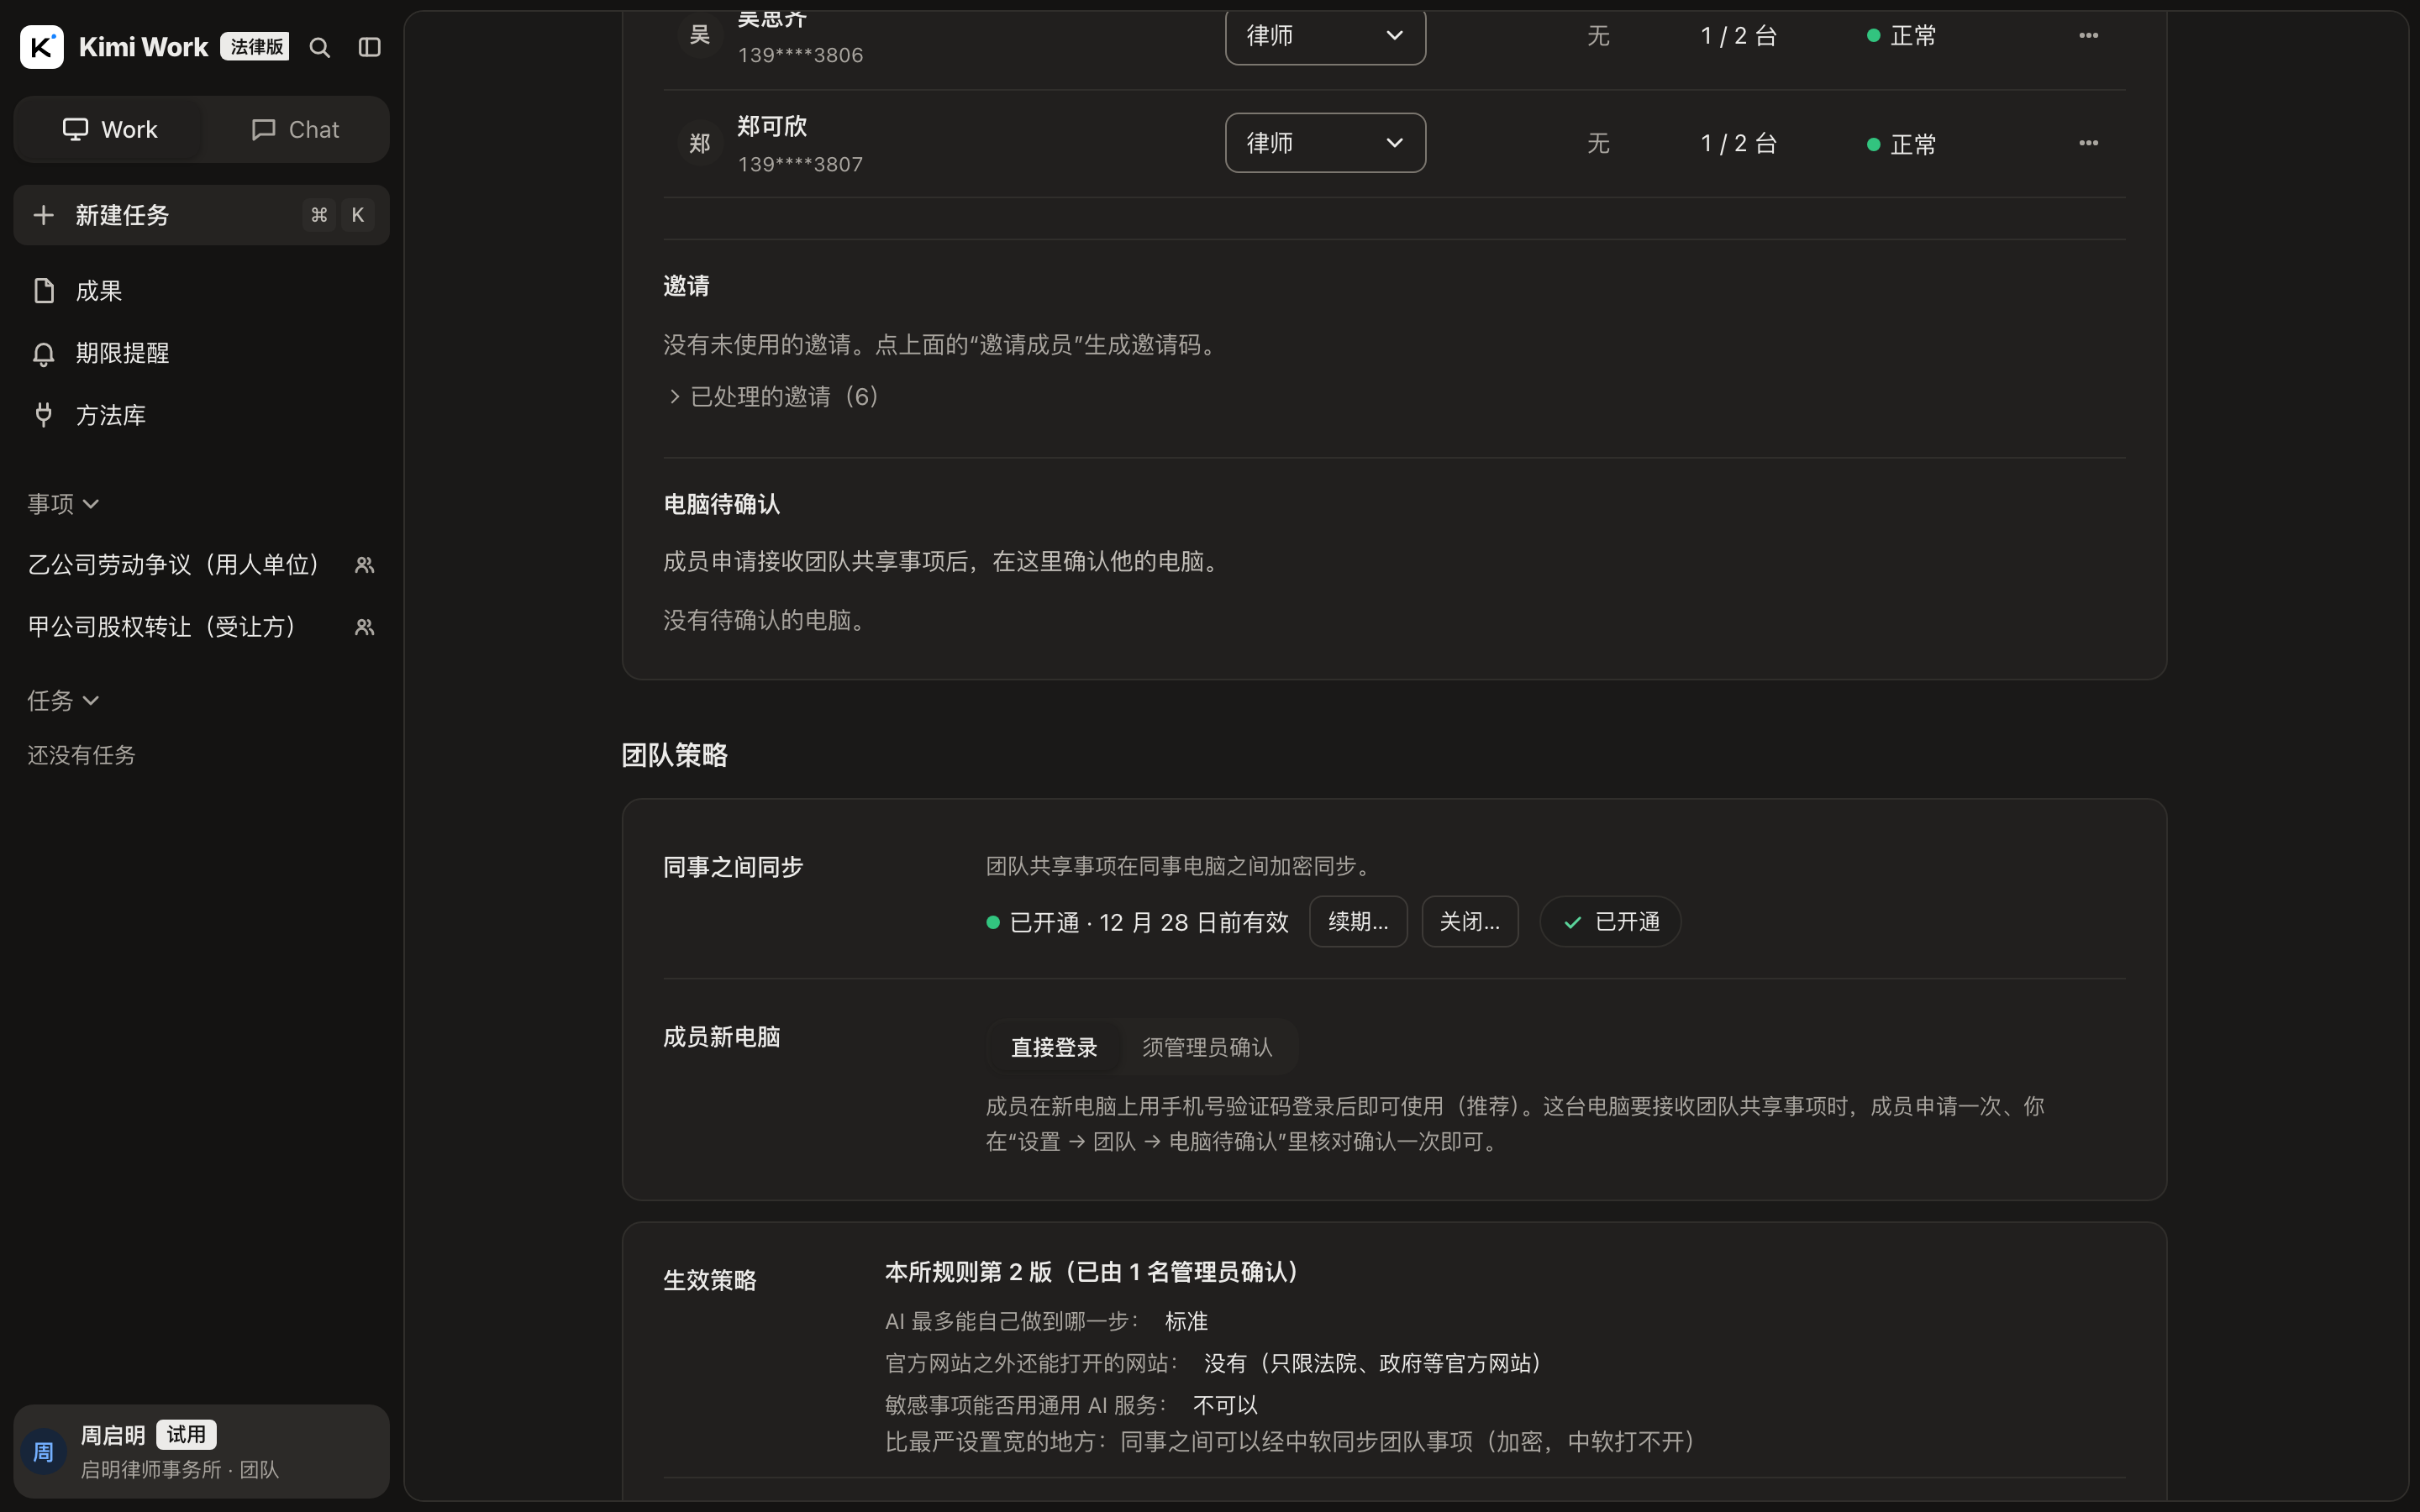 Kimi Work 法律版
Work
Chat
新建任务 ⌘ K
成果
期限提醒
方法库
事项
乙公司劳动争议（用人单位）
甲公司股权转让（受让方）
任务
还没有任务
周 周启明 试用
启明律师事务所 · 团队
吴 吴思齐
139****3806
律师 无 1 / 2 台 正常
郑 郑可欣
139****3807
律师 无 1 / 2 台 正常
邀请
没有未使用的邀请。点上面的“邀请成员”生成邀请码。
已处理的邀请（6）
电脑待确认
成员申请接收团队共享事项后，在这里确认他的电脑。
没有待确认的电脑。
团队策略
同事之间同步
团队共享事项在同事电脑之间加密同步。
已开通 · 12 月 28 日前有效 续期... 关闭... 已开通
成员新电脑
直接登录 须管理员确认
成员在新电脑上用手机号验证码登录后即可使用（推荐）。这台电脑要接收团队共享事项时，成员申请一次、你
在“设置 → 团队 → 电脑待确认”里核对确认一次即可。
生效策略
本所规则第 2 版（已由 1 名管理员确认）
AI 最多能自己做到哪一步： 标准
官方网站之外还能打开的网站： 没有（只限法院、政府等官方网站）
敏感事项能否用通用 AI 服务： 不可以
比最严设置宽的地方：同事之间可以经中软同步团队事项（加密，中软打不开）